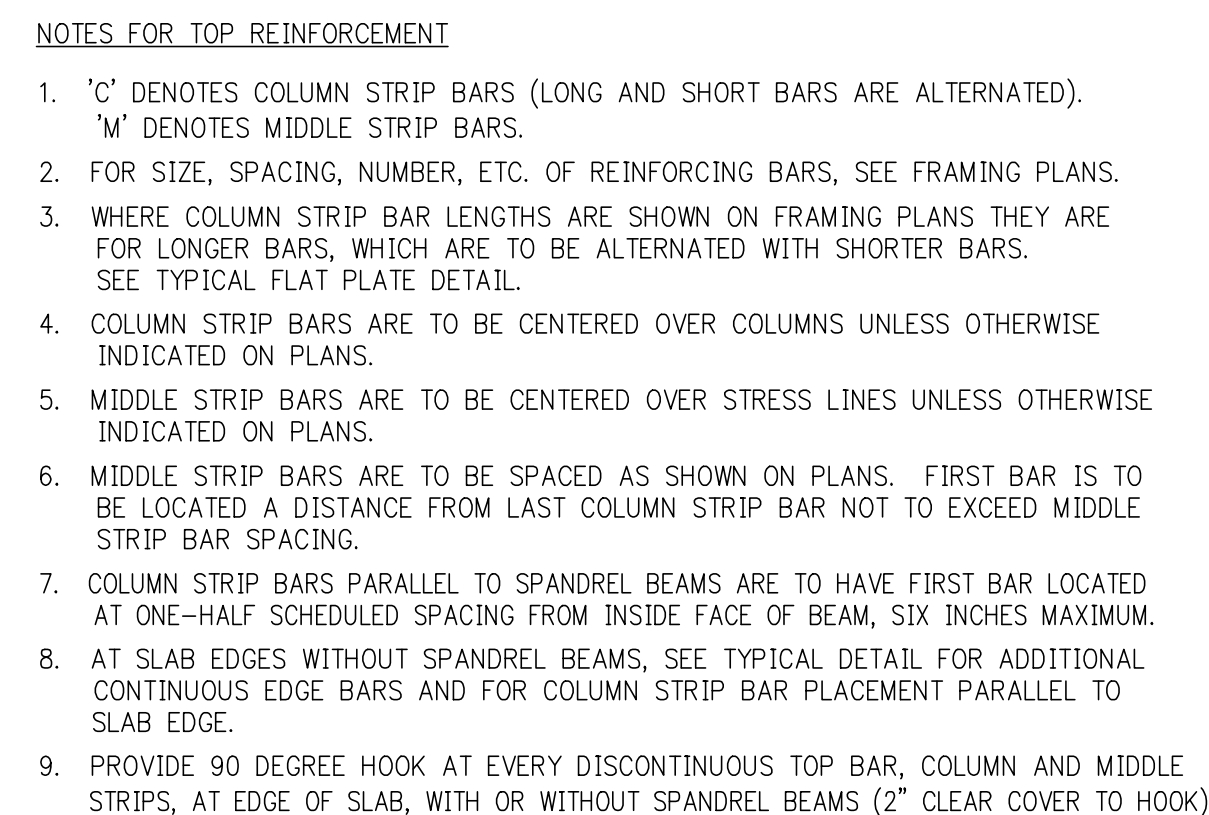 NOTES FOR TOP REINFORCEMENT
1. 'C' DENOTES COLUMN STRIP BARS (LONG AND SHORT BARS ARE ALTERNATED).
'M' DENOTES MIDDLE STRIP BARS.
2. FOR SIZE, SPACING, NUMBER, ETC. OF REINFORCING BARS, SEE FRAMING PLANS.
3. WHERE COLUMN STRIP BAR LENGTHS ARE SHOWN ON FRAMING PLANS THEY ARE
FOR LONGER BARS, WHICH ARE TO BE ALTERNATED WITH SHORTER BARS.
SEE TYPICAL FLAT PLATE DETAIL.
4. COLUMN STRIP BARS ARE TO BE CENTERED OVER COLUMNS UNLESS OTHERWISE
INDICATED ON PLANS.
5. MIDDLE STRIP BARS ARE TO BE CENTERED OVER STRESS LINES UNLESS OTHERWISE
INDICATED ON PLANS.
6. MIDDLE STRIP BARS ARE TO BE SPACED AS SHOWN ON PLANS. FIRST BAR IS TO
BE LOCATED A DISTANCE FROM LAST COLUMN STRIP BAR NOT TO EXCEED MIDDLE
STRIP BAR SPACING.
7. COLUMN STRIP BARS PARALLEL TO SPANDREL BEAMS ARE TO HAVE FIRST BAR LOCATED
AT ONE-HALF SCHEDULED SPACING FROM INSIDE FACE OF BEAM, SIX INCHES MAXIMUM.
8. AT SLAB EDGES WITHOUT SPANDREL BEAMS, SEE TYPICAL DETAIL FOR ADDITIONAL
CONTINUOUS EDGE BARS AND FOR COLUMN STRIP BAR PLACEMENT PARALLEL TO
SLAB EDGE.
9. PROVIDE 90 DEGREE HOOK AT EVERY DISCONTINUOUS TOP BAR, COLUMN AND MIDDLE
STRIPS, AT EDGE OF SLAB, WITH OR WITHOUT SPANDREL BEAMS (2" CLEAR COVER TO HOOK)